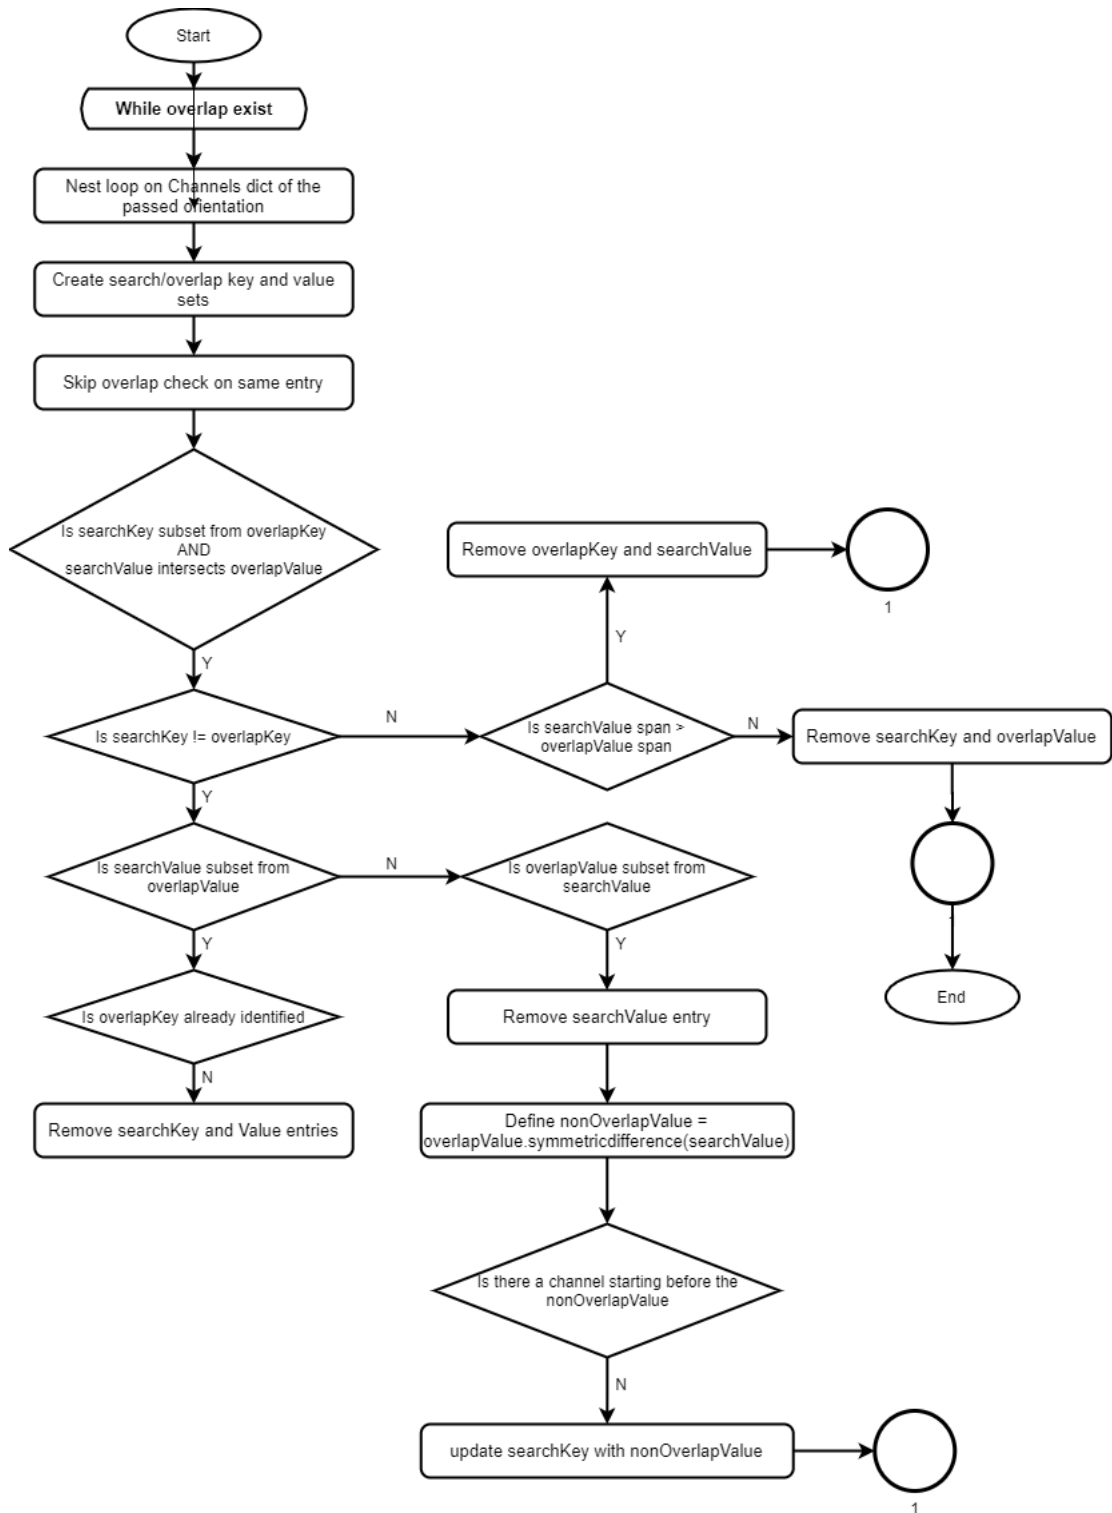 Start
While overlap exist
Nest loop on Channels dict of the
passed orientation
Create search/overlap key and value
sets
Skip overlap check on same entry
Is searchKey subset from overlapKey
AND
searchValue intersects overlapValue
Remove overlapKey and searchValue
1
Y
Y
Is searchKey != overlapKey
N
Is searchValue span >
overlapValue span
N
Remove searchKey and overlapValue
Y
Is searchValue subset from
overlapValue
N
Is overlapValue subset from
searchValue
1
Y
Y
End
Is overlapKey already identified
Remove searchValue entry
N
Remove searchKey and Value entries
Define nonOverlapValue =
overlapValue.symmetricdifference(searchValue)
Is there a channel starting before the
nonOverlapValue
N
update searchKey with nonOverlapValue
1